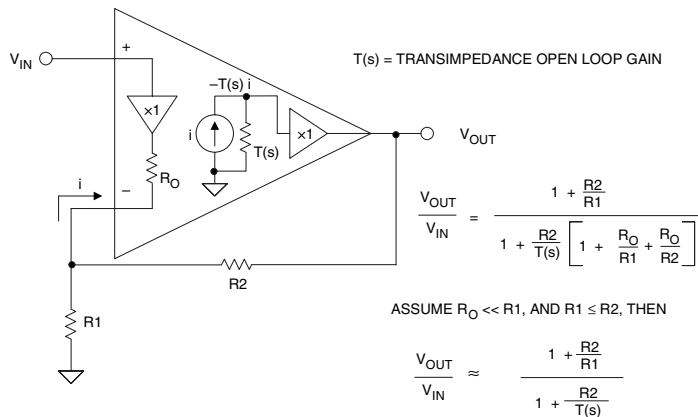 V_IN
+
T(s) = TRANSIMPEDANCE OPEN LOOP GAIN
–T(s) i
×1
i
×1
T(s)
V_OUT
R_O
i
–
V_OUT / V_IN = (1 + R2/R1) / (1 + R2/T(s) [1 + R_O/R1 + R_O/R2])
R2
R1
ASSUME R_O << R1, AND R1 ≤ R2, THEN
V_OUT / V_IN ≈ (1 + R2/R1) / (1 + R2/T(s))